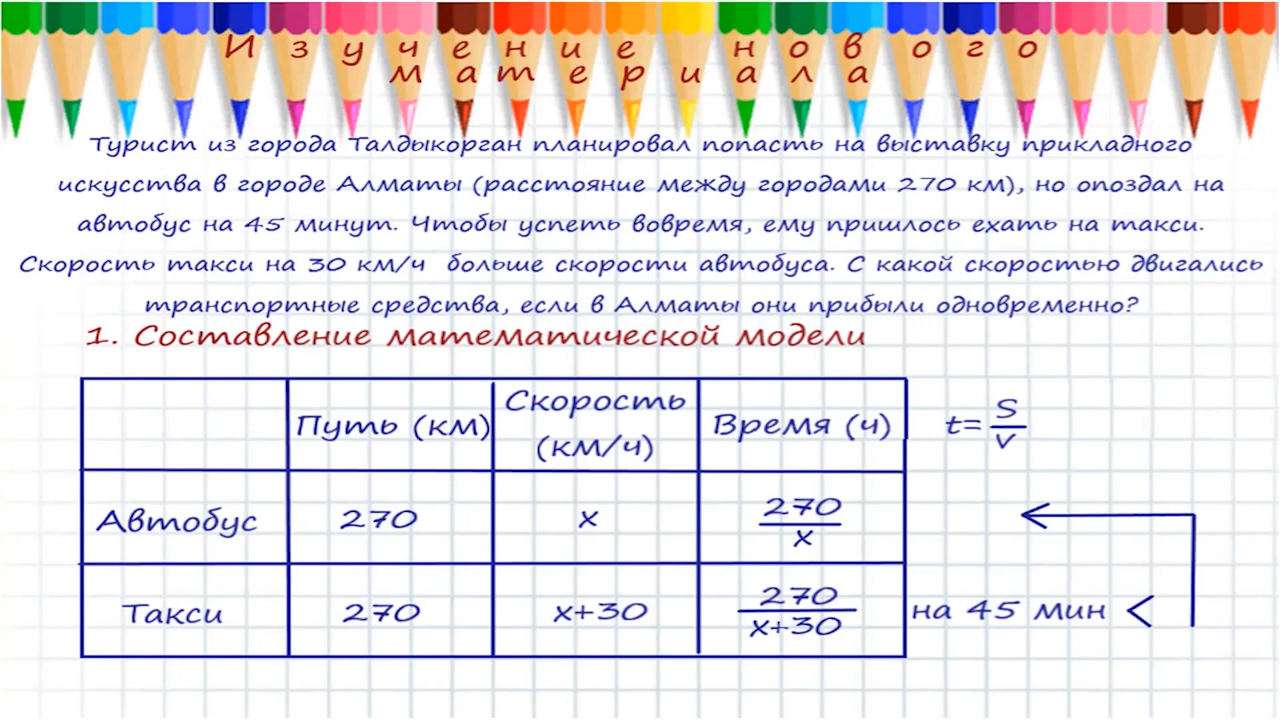 Изучение нового
материала
Турист из города Талдыкорган планировал попасть на выставку прикладного
искусства в городе Алматы (расстояние между городами 270 км), но опоздал на
автобус на 45 минут. Чтобы успеть вовремя, ему пришлось ехать на такси.
Скорость такси на 30 км/ч больше скорости автобуса. С какой скоростью двигались
транспортные средства, если в Алматы они прибыли одновременно?
1. Составление математической модели
Путь (км) Скорость (км/ч) Время (ч) t= S/v
Автобус 270 x 270/x
Такси 270 x+30 270/x+30 на 45 мин <